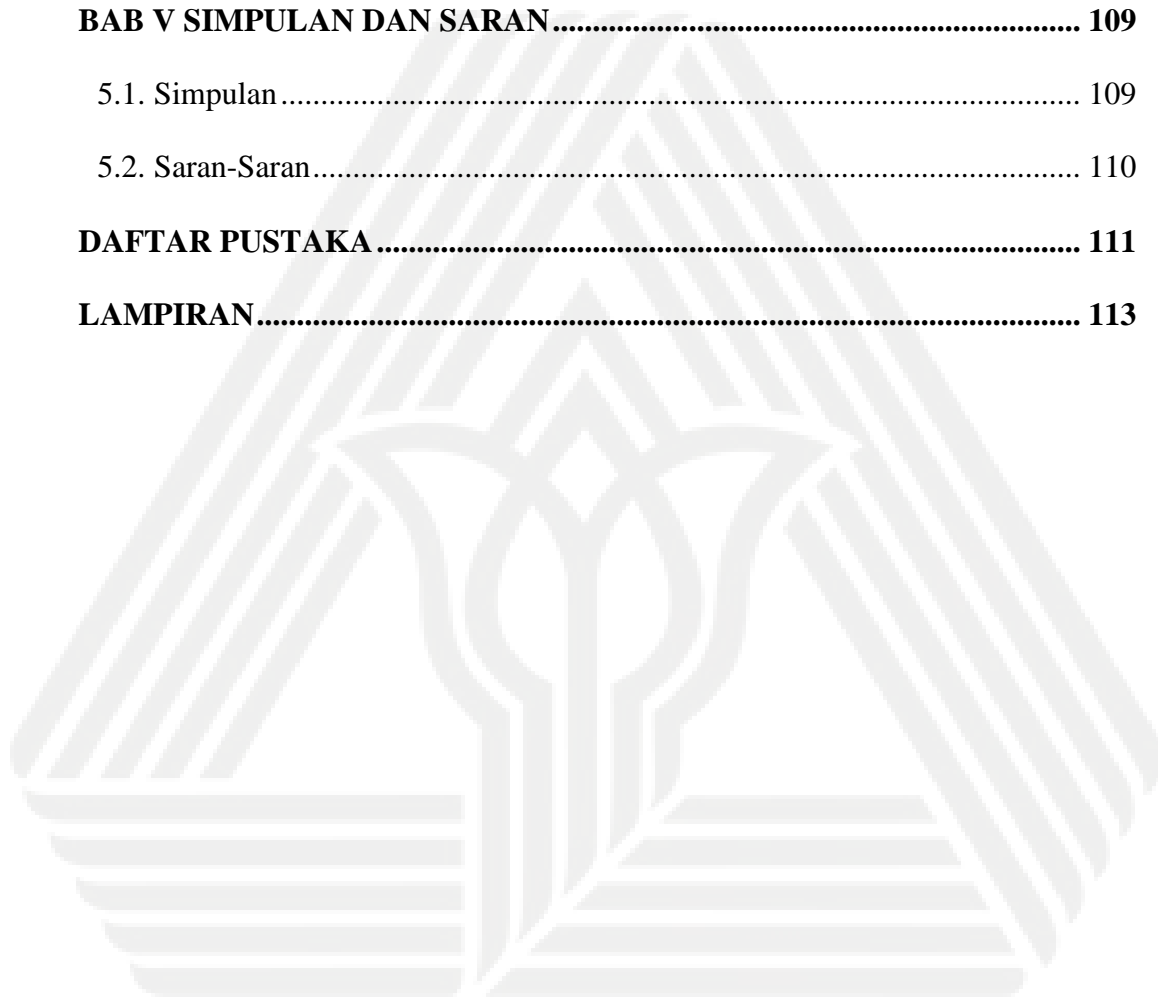 BAB V SIMPULAN DAN SARAN.................................................................... 109
5.1. Simpulan....................................................................................................... 109
5.2. Saran-Saran................................................................................................... 110
DAFTAR PUSTAKA........................................................................................... 111
LAMPIRAN.......................................................................................................... 113